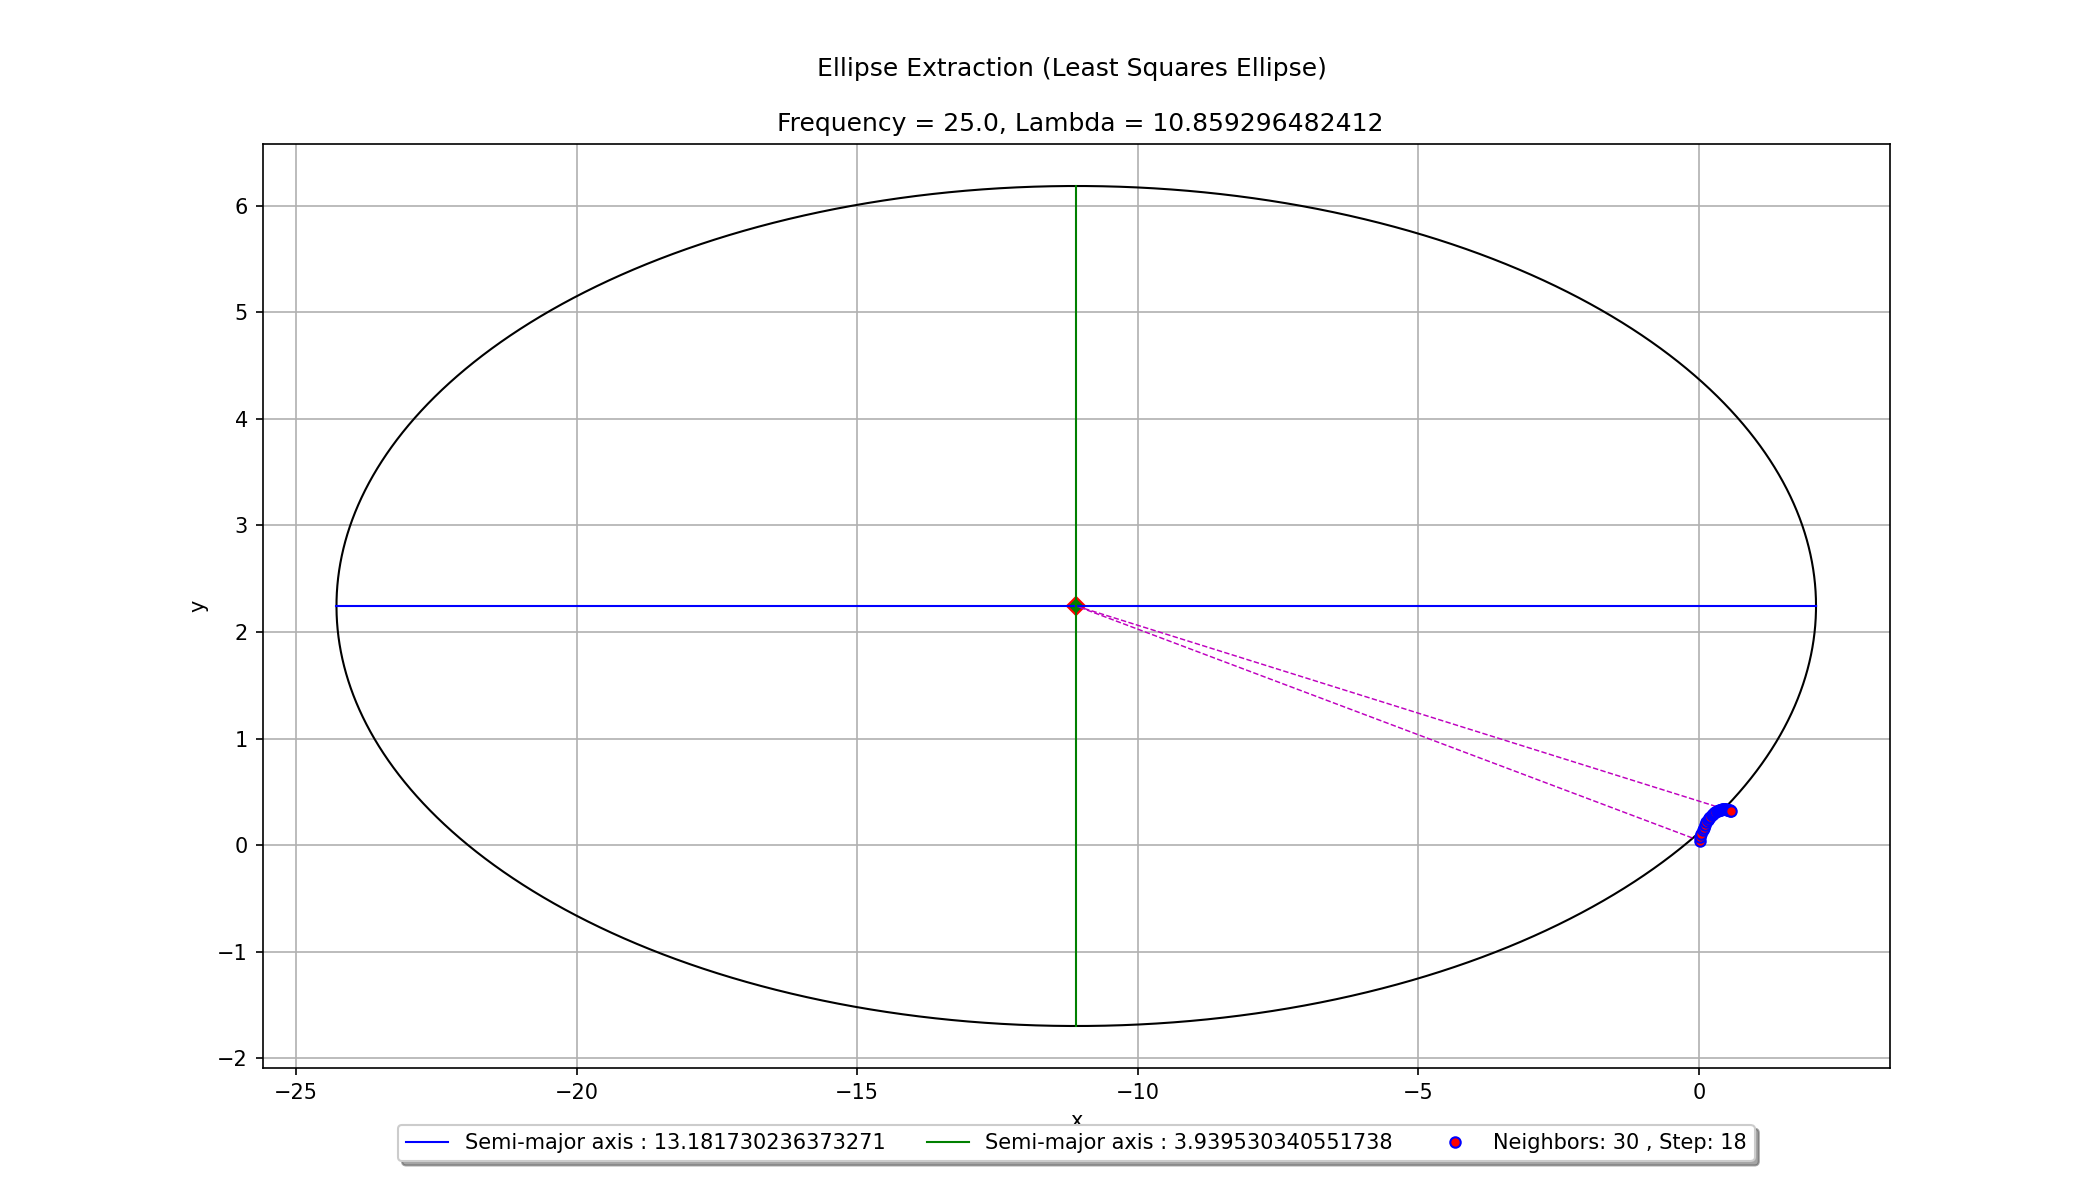 Ellipse Extraction (Least Squares Ellipse)
Frequency = 25.0, Lambda = 10.859296482412
6
5
4
3
2
1
0
−1
−2
y
−25 −20 −15 −10 −5 0
x
Semi-major axis : 13.181730236373271 Semi-major axis : 3.939530340551738 Neighbors: 30 , Step: 18